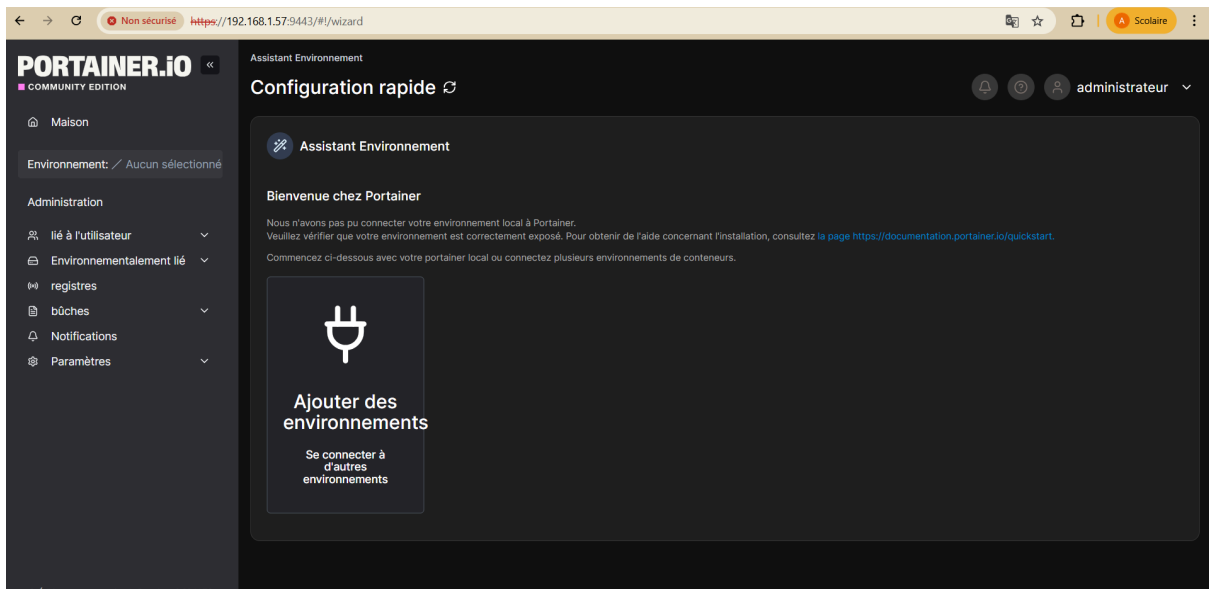 Non sécurisé https://192.168.1.57:9443/#!/wizard
Scolaire
A
PORTAINER.iO
COMMUNITY EDITION
Maison
Environnement: / Aucun sélectionné
Administration
lié à l'utilisateur
Environnementalement lié
registres
bûches
Notifications
Paramètres
Assistant Environnement
Configuration rapide
administrateur
Assistant Environnement
Bienvenue chez Portainer
Nous n'avons pas pu connecter votre environnement local à Portainer.
Veuillez vérifier que votre environnement est correctement exposé. Pour obtenir de l'aide concernant l'installation, consultez la page https://documentation.portainer.io/quickstart.
Commencez ci-dessous avec votre portainer local ou connectez plusieurs environnements de conteneurs.
Ajouter des
environnements
Se connecter à
d'autres
environnements